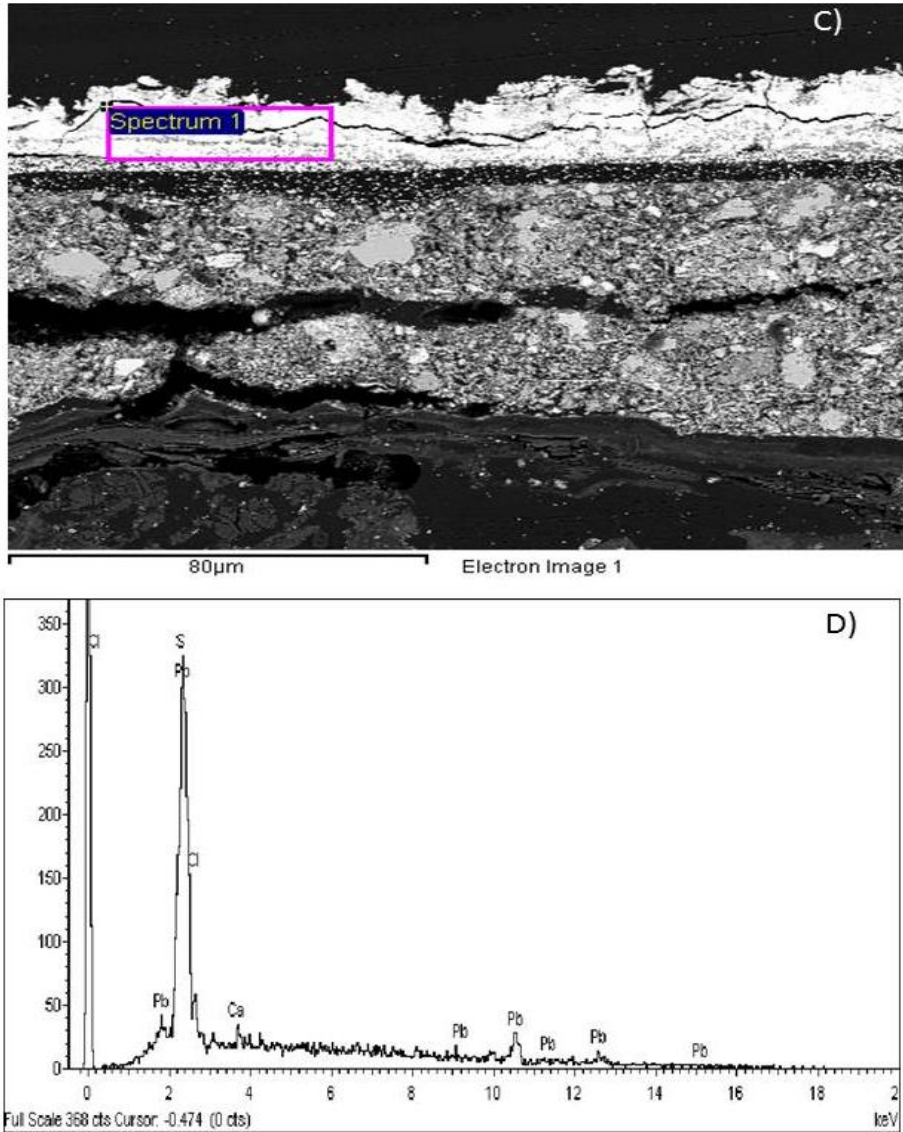 C)
Spectrum 1
80µm Electron Image 1
D)
350
300
250
200
150
100
50
0
Cl
S
Pb
Cl
Pb
Ca
Pb
Pb
Pb
Pb
Pb
0 2 4 6 8 10 12 14 16 18 20
Full Scale 368 cts Cursor: -0.474 (0 cts) keV